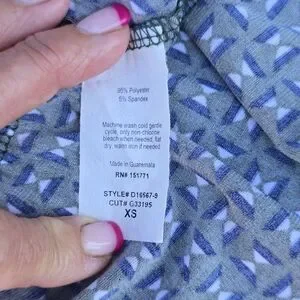 95% Polyester
5% Spandex
Machine wash cold gentle
cycle, only non-chlorine
bleach when needed, flat
dry, warm iron if needed
Made in Guatemala
RN# 151771
STYLE# D16567-9
CUT# G33195
XS